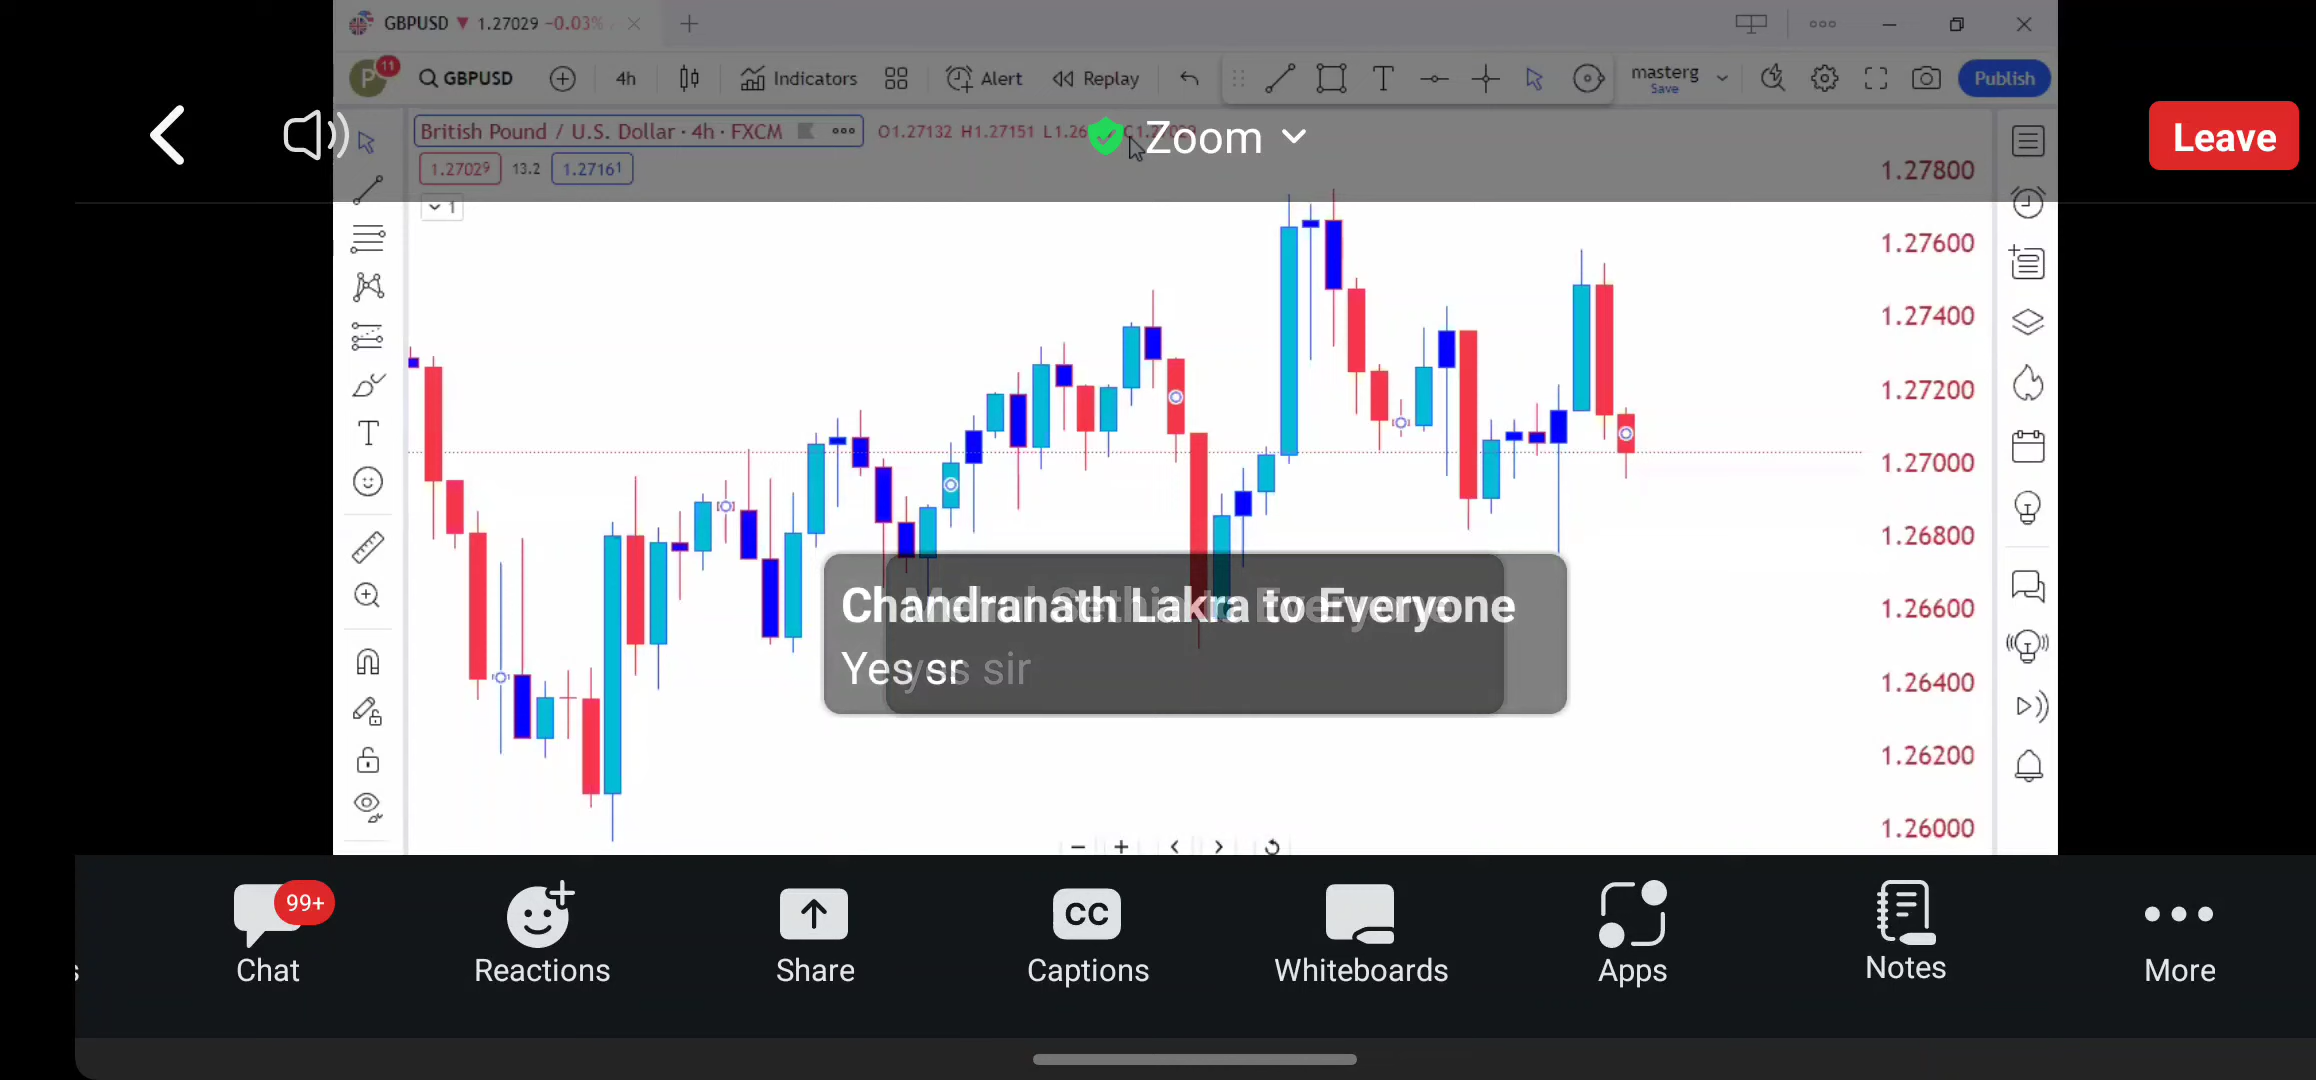 GBPUSD 1.27029 -0.03%
P 11 GBPUSD 4h Indicators Alert Replay masterg Save Publish
British Pound / U.S. Dollar · 4h · FXCM O1.27132 H1.27151
Zoom
Leave
1.27029 13.2 1.27161
1
1.27800
1.27600
1.27400
1.27200
1.27000
1.26800
1.26600
1.26400
1.26200
1.26000
Chandranath Lakra to Everyone
Yes sr
99+
Chat Reactions Share CC Captions Whiteboards Apps Notes More